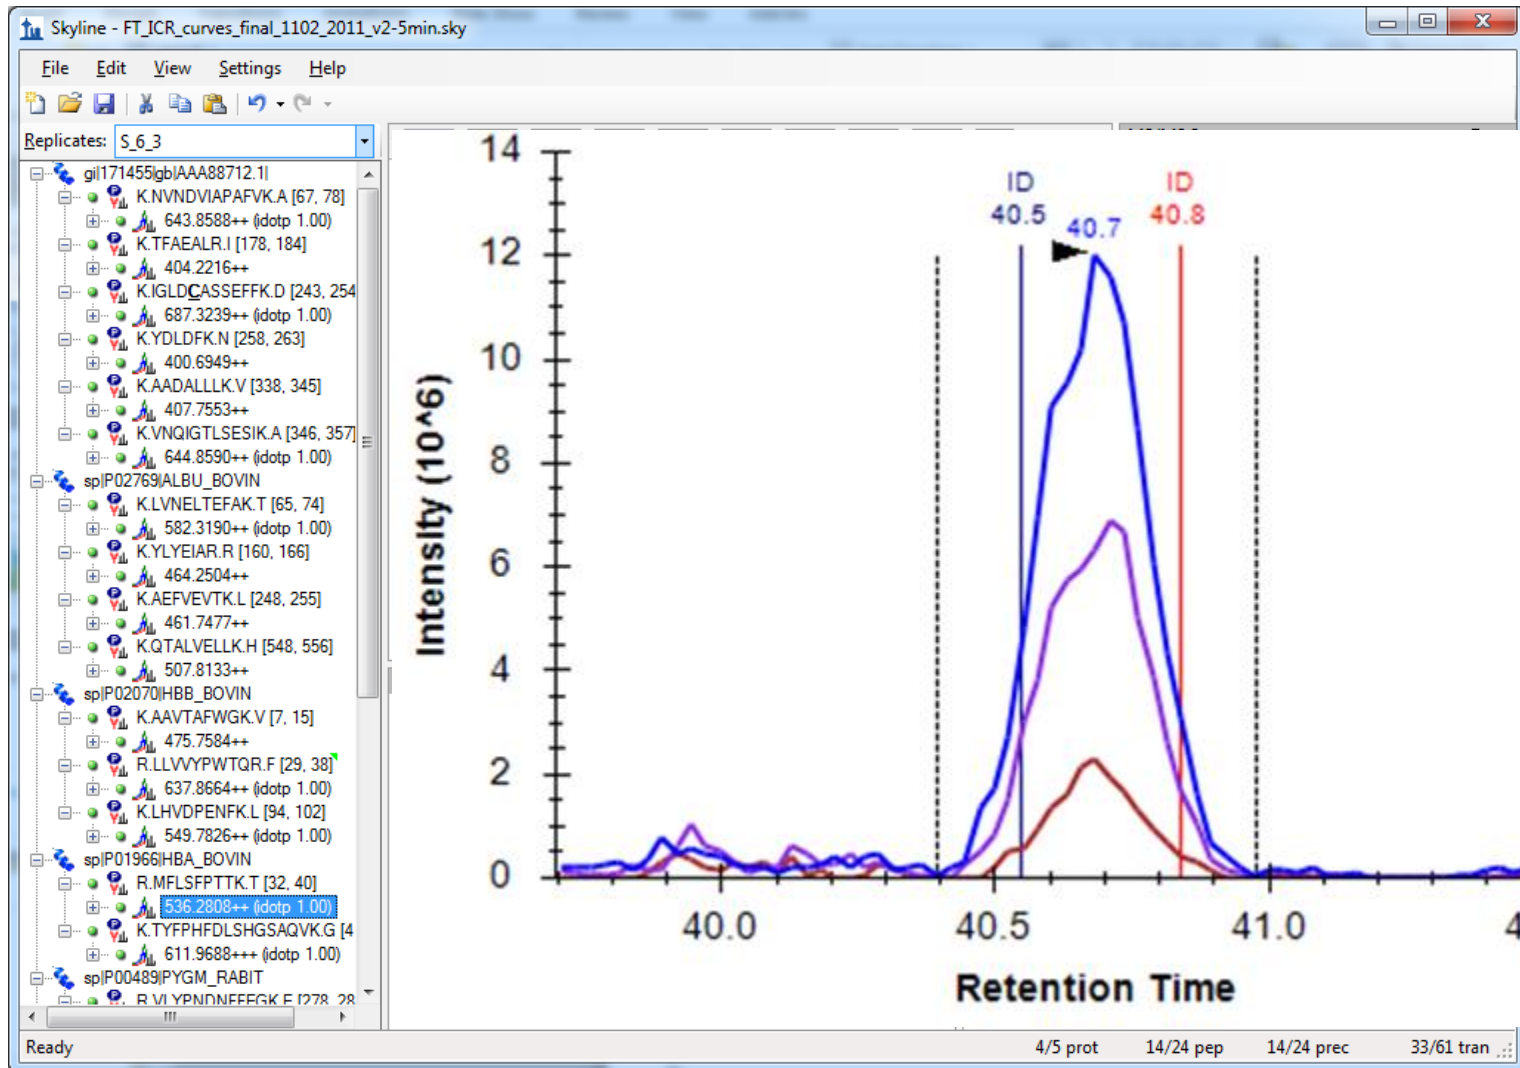 Skyline - FT_ICR_curves_final_1102_2011_v2-5min.sky
File Edit View Settings Help
Replicates: S_6_3
gi|171455|gb|AAA88712.1|
K.NVNDVIAPAFVK.A [67, 78]
643.8588++ (idotp 1.00)
K.TFAEALR.I [178, 184]
404.2216++
K.IGLDCASSEFFK.D [243, 254
687.3239++ (idotp 1.00)
K.YDLDFK.N [258, 263]
400.6949++
K.AADALLLK.V [338, 345]
407.7553++
K.VNQIGTLSESIK.A [346, 357]
644.8590++ (idotp 1.00)
sp|P02769|ALBU_BOVIN
K.LVNELTEFAK.T [65, 74]
582.3190++ (idotp 1.00)
K.YLYEIAR.R [160, 166]
464.2504++
K.AEFVEVTK.L [248, 255]
461.7477++
K.QTALVELLK.H [548, 556]
507.8133++
sp|P02070|HBB_BOVIN
K.AAVTAFWGK.V [7, 15]
475.7584++
R.LLVVYPWTQR.F [29, 38]
637.8664++ (idotp 1.00)
K.LHVDPENFK.L [94, 102]
549.7826++ (idotp 1.00)
sp|P01966|HBA_BOVIN
R.MFLSFPTTK.T [32, 40]
536.2808++ (idotp 1.00)
K.TYFPHFDLSHGSAQVK.G [4
611.9688+++ (idotp 1.00)
sp|P00489|PYGM_RABIT
Intensity (10^6)
14
12
10
8
6
4
2
0
ID
40.5
40.7
ID
40.8
40.0 40.5 41.0 4
Retention Time
Ready 4/5 prot 14/24 pep 14/24 prec 33/61 tran